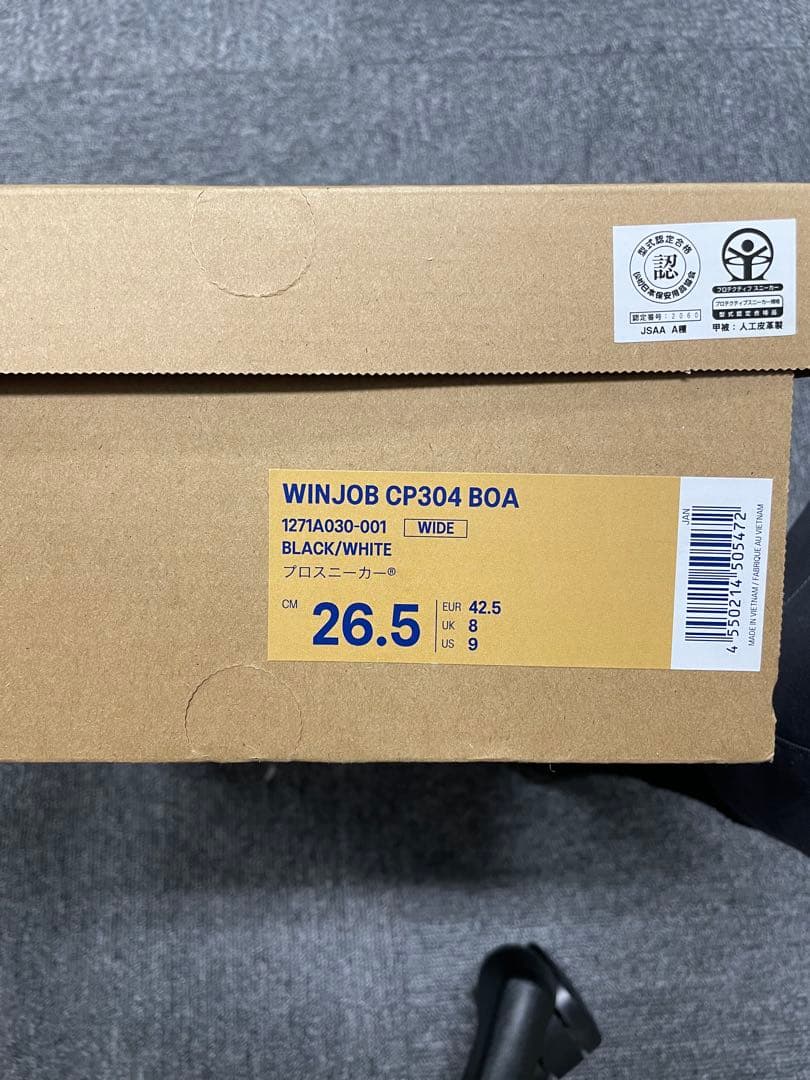 型式認定合格
認
(公社)日本保安用品協会
認定番号:2060
JSAA A種
プロテクティブスニーカー
プロテクティブスニーカー規格
型式認定合格品
甲被:人工皮革製
WINJOB CP304 BOA
1271A030-001 WIDE
BLACK/WHITE
プロスニーカー®
CM 26.5
EUR 42.5
UK 8
US 9
JAN
4 550214 505472
MADE IN VIETNAM / FABRIQUE AU VIETNAM